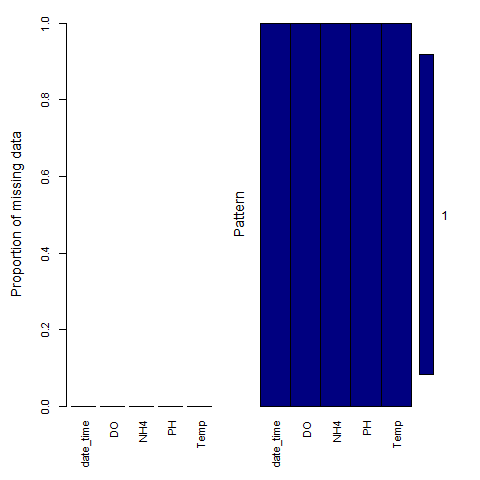 Proportion of missing data
1.0
0.8
0.6
0.4
0.2
0.0
date_time
DO
NH4
PH
Temp
Pattern
date_time
DO
NH4
PH
Temp
1